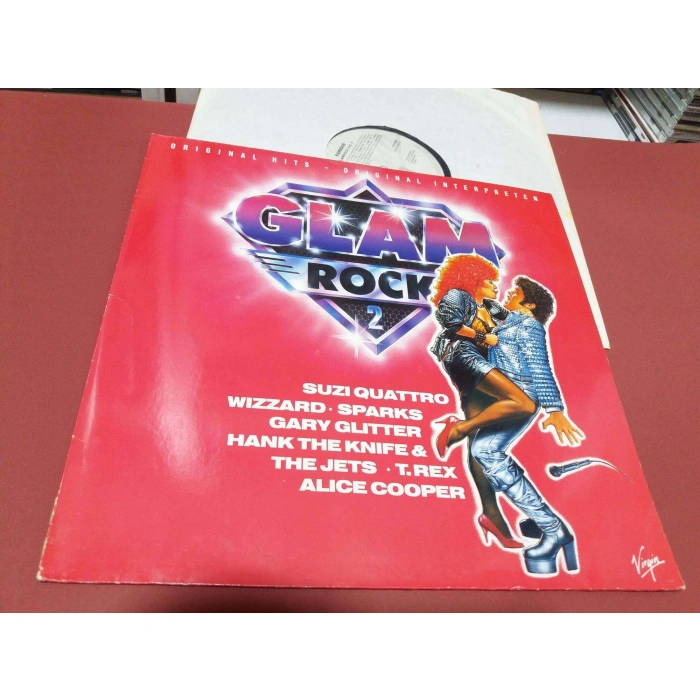 ORIGINAL HITS – ORIGINAL INTERPRETEN
GLAM
ROCK
2
SUZI QUATTRO
WIZZARD · SPARKS
GARY GLITTER
HANK THE KNIFE &
THE JETS · T. REX
ALICE COOPER
Virgin